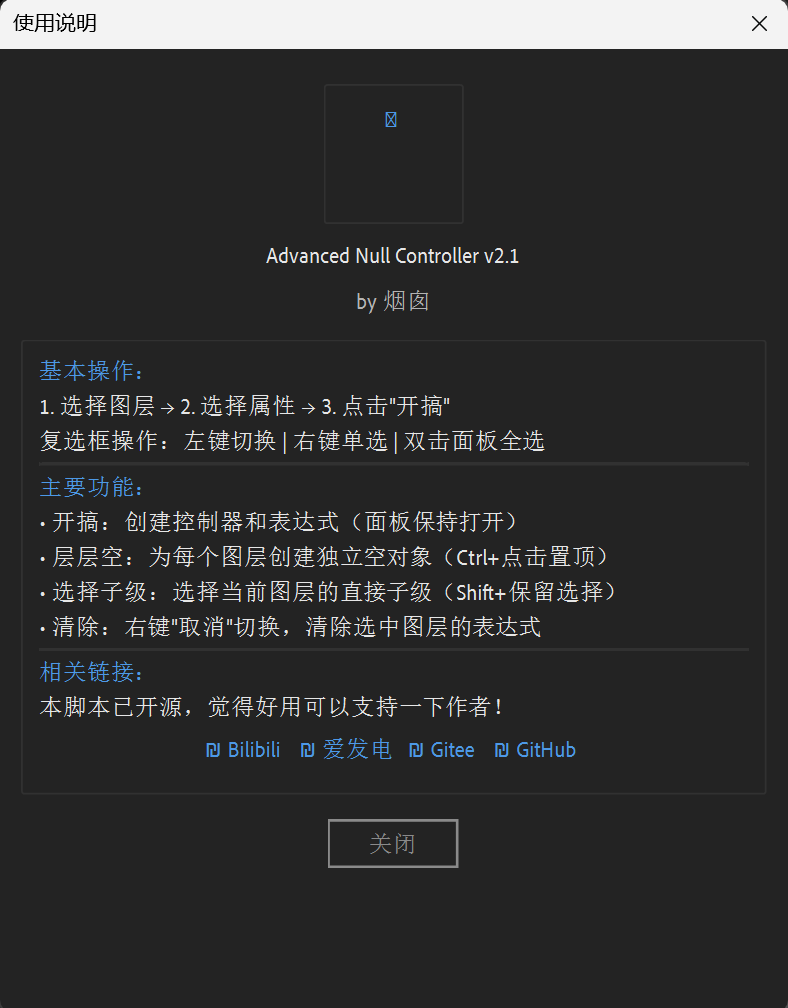 使用说明
Advanced Null Controller v2.1
by 烟囱
基本操作：
1. 选择图层 → 2. 选择属性 → 3. 点击"开搞"
复选框操作：左键切换 | 右键单选 | 双击面板全选
主要功能：
• 开搞：创建控制器和表达式（面板保持打开）
• 层层空：为每个图层创建独立空对象（Ctrl+点击置顶）
• 选择子级：选择当前图层的直接子级（Shift+保留选择）
• 清除：右键"取消"切换，清除选中图层的表达式
相关链接：
本脚本已开源，觉得好用可以支持一下作者！
₪ Bilibili ₪ 爱发电 ₪ Gitee ₪ GitHub
关闭